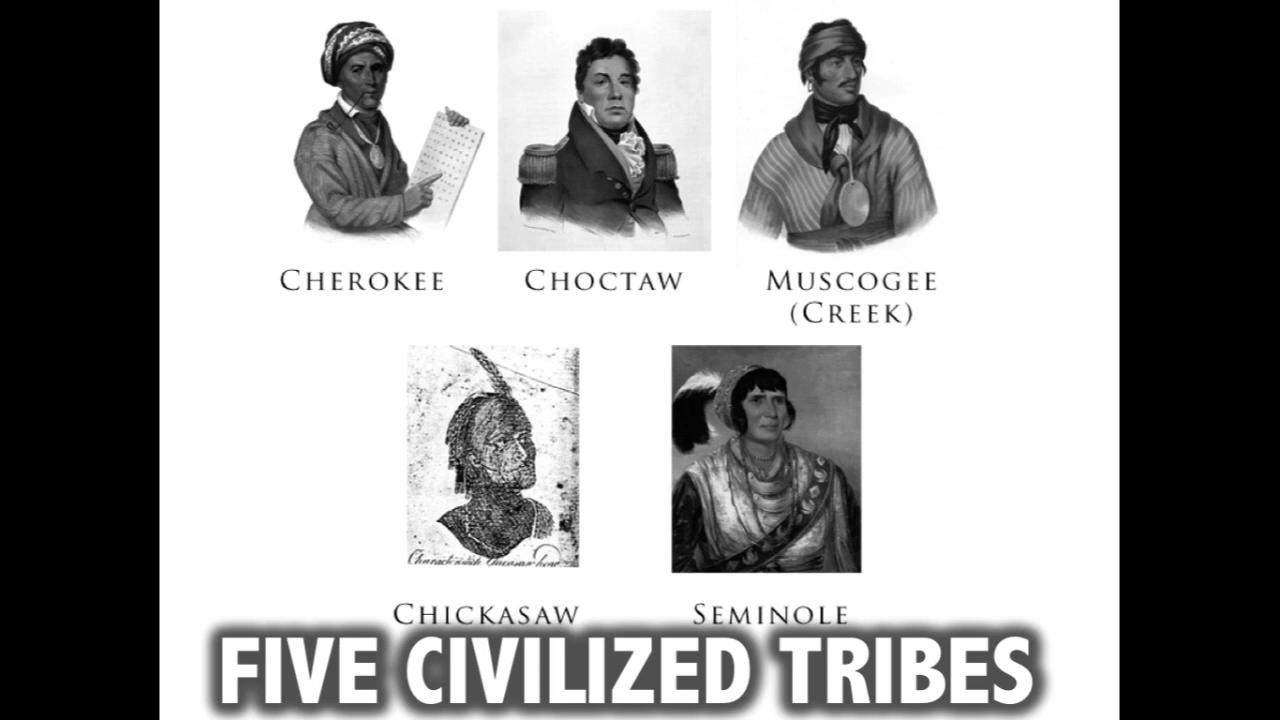 CHEROKEE
CHOCTAW
MUSCOGEE
(CREEK)
CHICKASAW
SEMINOLE
FIVE CIVILIZED TRIBES